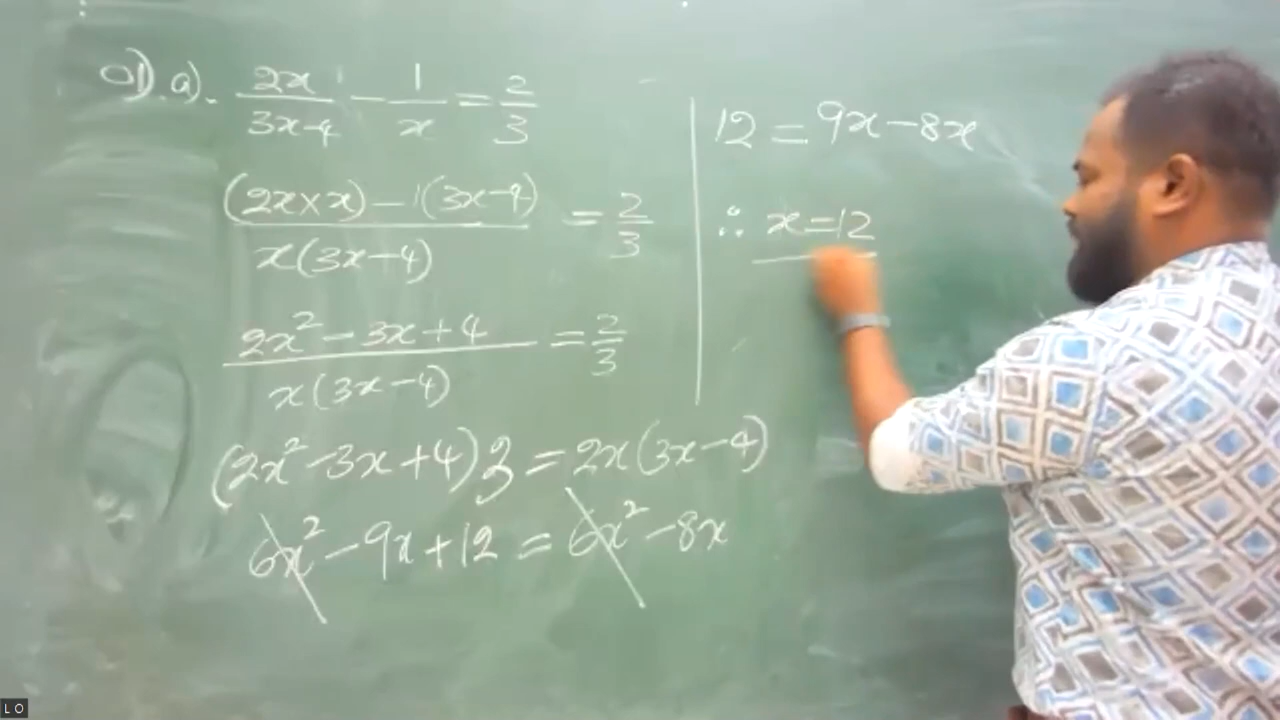 01) a). 2x/3x-4 - 1/x = 2/3
(2x×x) - 1(3x-4)/x(3x-4) = 2/3
2x² - 3x + 4/x(3x-4) = 2/3
(2x² - 3x + 4)3 = 2x(3x-4)
6x² - 9x + 12 = 6x² - 8x
12 = 9x - 8x
∴ x = 12
LO